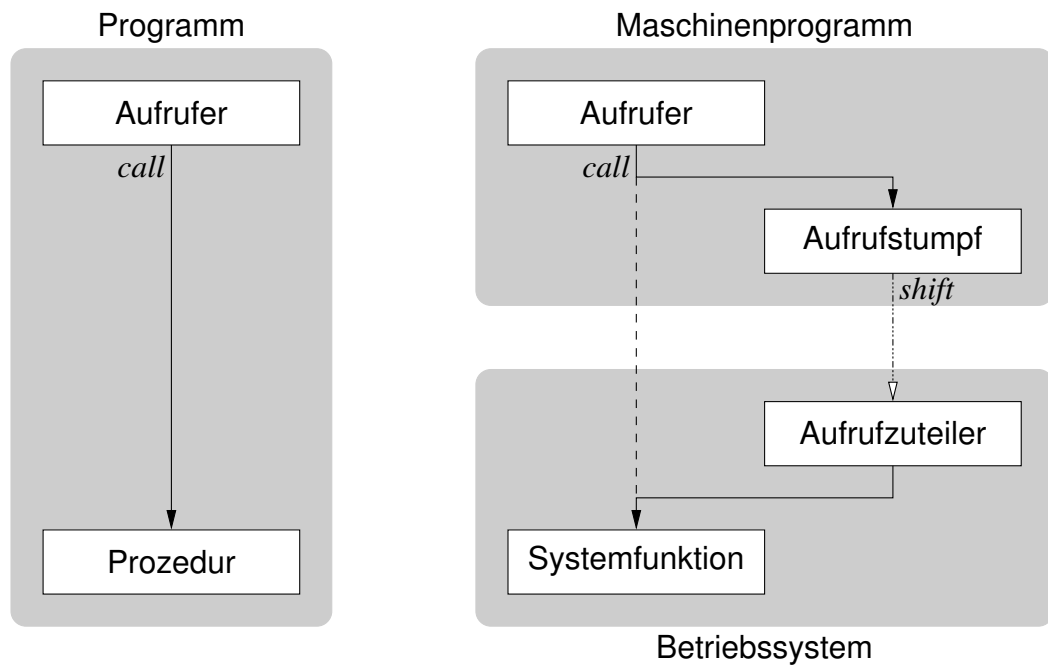 Programm
Aufrufer
call
Prozedur
Maschinenprogramm
Aufrufer
call
Aufrufstumpf
shift
Aufrufzuteiler
Systemfunktion
Betriebssystem